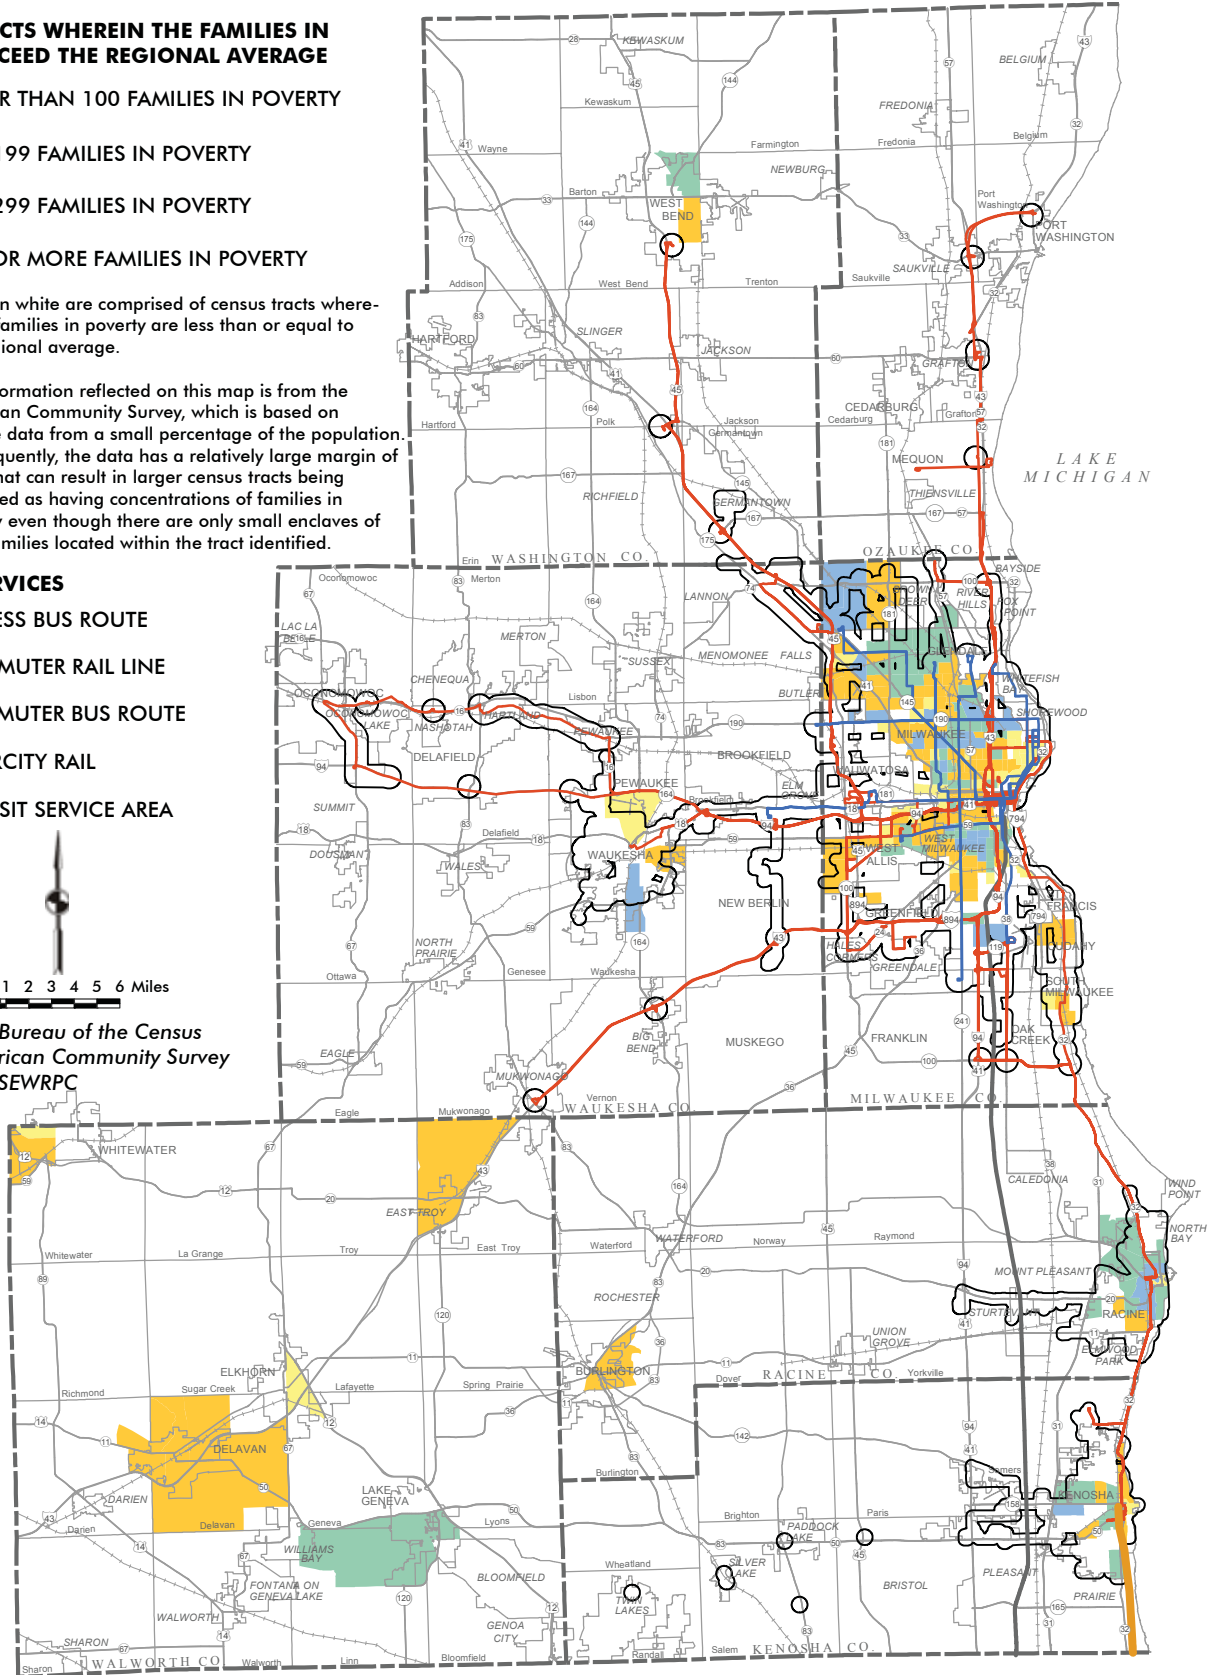 CTS WHEREIN THE FAMILIES IN
CEED THE REGIONAL AVERAGE
R THAN 100 FAMILIES IN POVERTY
199 FAMILIES IN POVERTY
299 FAMILIES IN POVERTY
OR MORE FAMILIES IN POVERTY
n white are comprised of census tracts where-
families in poverty are less than or equal to
ional average.
ormation reflected on this map is from the
an Community Survey, which is based on
e data from a small percentage of the population.
quently, the data has a relatively large margin of
hat can result in larger census tracts being
ed as having concentrations of families in
y even though there are only small enclaves of
amilies located within the tract identified.
RVICES
ESS BUS ROUTE
MUTER RAIL LINE
MUTER BUS ROUTE
RCITY RAIL
SIT SERVICE AREA
1 2 3 4 5 6 Miles
Bureau of the Census
rican Community Survey
SEWRPC
KEWASKUM
Kewaskum
BELGIUM
FREDONIA
Belgium
Wayne
Farmington
Fredonia
NEWBURG
Barton
WEST
BEND
Port
Washington
PORT
WASHINGTON
SAUKVILLE
Saukville
Addison
West Bend
Trenton
SLINGER
HARTFORD
JACKSON
GRAFTON
CEDARBURG
Hartford
Polk
Jackson
Germantown
Cedarburg
Grafton
MEQUON
LAKE
MICHIGAN
RICHFIELD
GERMANTOWN
THIENSVILLE
Erin
WASHINGTON CO.
OZAUKEE CO.
BAYSIDE
Oconomowoc
Merton
LANNON
BROWN
DEER
RIVER
HILLS
FOX
POINT
LAC LA
BELLE
MERTON
SUSSEX
MENOMONEE FALLS
GLENDALE
CHENEQUA
WHITEFISH
BAY
OCONOMOWOC
OCONOMOWOC
LAKE
NASHOTAH
HARTLAND
Lisbon
BUTLER
SHOREWOOD
PEWAUKEE
MILWAUKEE
DELAFIELD
BROOKFIELD
WAUWATOSA
PEWAUKEE
ELM
GROVE
SUMMIT
Brookfield
DOUSMAN
Delafield
WAUKESHA
WEST
MILWAUKEE
WEST
ALLIS
WALES
NEW BERLIN
GREENFIELD
ST. FRANCIS
NORTH
PRAIRIE
HALES
CORNERS
GREENDALE
CUDAHY
Ottawa
Genesee
Waukesha
SOUTH
MILWAUKEE
EAGLE
BIG
BEND
MUSKEGO
FRANKLIN
OAK
CREEK
MUKWONAGO
Eagle
Mukwonago
Vernon
WAUKESHA CO.
MILWAUKEE CO.
WHITEWATER
CALEDONIA
WIND
POINT
EAST TROY
NORTH
BAY
Whitewater
La Grange
Troy
East Troy
Waterford
WATERFORD
Norway
Raymond
MOUNT PLEASANT
ROCHESTER
STURTEVANT
RACINE
UNION
GROVE
ELMWOOD
PARK
ELKHORN
BURLINGTON
Dover
RACINE CO.
Yorkville
Richmond
Sugar Creek
Lafayette
Spring Prairie
DELAVAN
Burlington
Somers
LAKE
GENEVA
KENOSHA
DARIEN
Darien
Delavan
Geneva
Lyons
Brighton
Paris
PADDOCK
LAKE
WILLIAMS
BAY
Wheatland
SILVER
LAKE
BLOOMFIELD
BRISTOL
PLEASANT
PRAIRIE
FONTANA ON
GENEVA LAKE
TWIN
LAKES
WALWORTH
GENOA
CITY
SHARON
Sharon
WALWORTH CO.
Walworth
Linn
Bloomfield
Randall
Salem
KENOSHA CO.